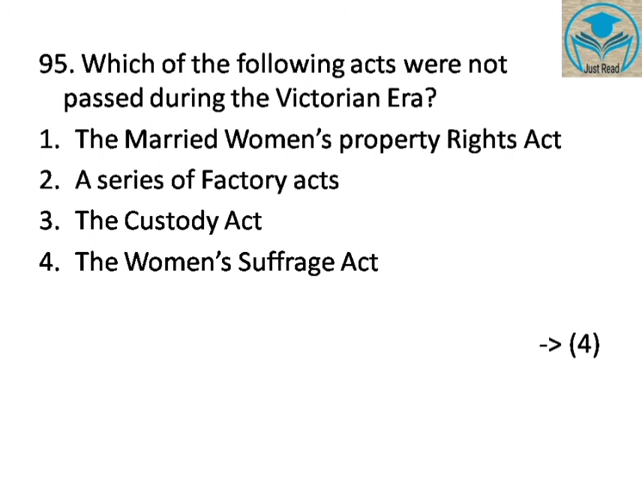 Just Read
95. Which of the following acts were not
passed during the Victorian Era?
1. The Married Women’s property Rights Act
2. A series of Factory acts
3. The Custody Act
4. The Women’s Suffrage Act
-> (4)